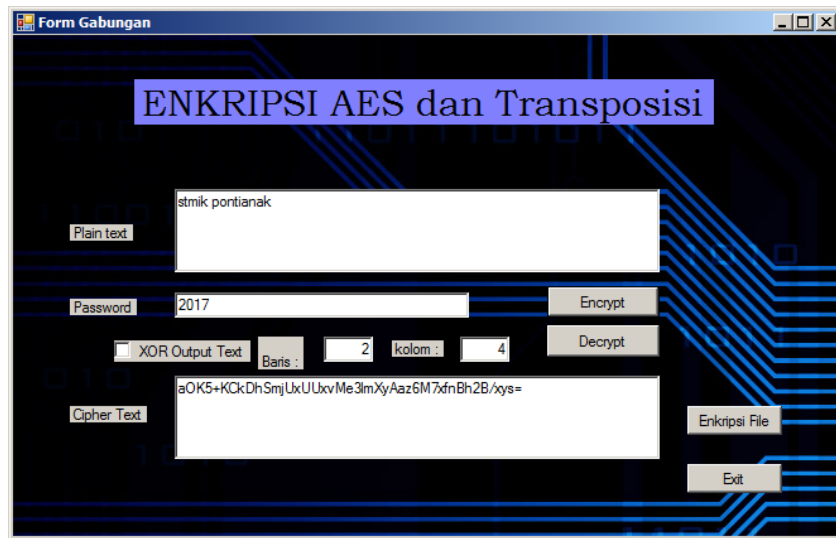 Form Gabungan
ENKRIPSI AES dan Transposisi
stmik pontianak
Plain text
Password
2017
Encrypt
XOR Output Text
Baris :
2
kolom :
4
Decrypt
aOK5+KCkDhSmjUxUUxvMe3lmXyAaz6M7xfnBh2B/xys=
Cipher Text
Enkripsi File
Exit